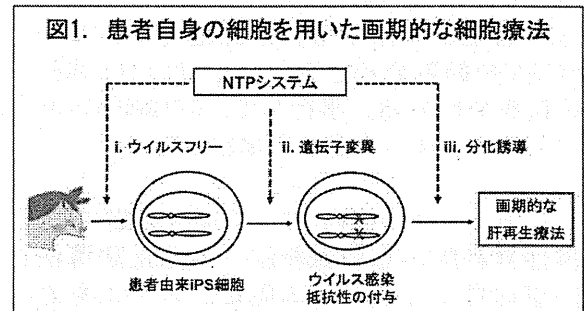 図1. 患者自身の細胞を用いた画期的な細胞療法
NTPシステム
i. ウイルスフリー
ii. 遺伝子変異
iii. 分化誘導
画期的な
肝再生療法
患者由来iPS細胞
ウイルス感染
抵抗性の付与